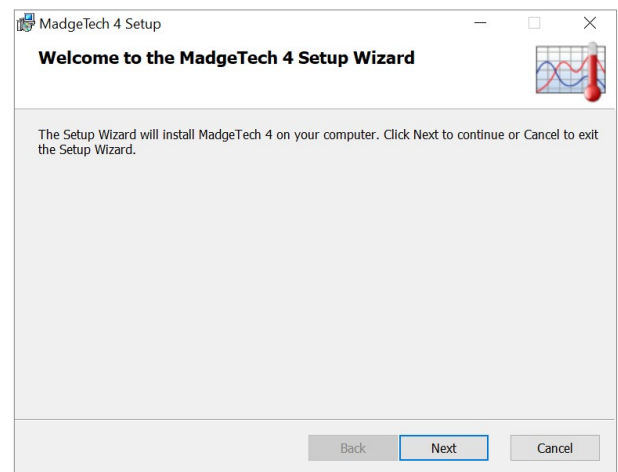 MadgeTech 4 Setup
Welcome to the MadgeTech 4 Setup Wizard
The Setup Wizard will install MadgeTech 4 on your computer. Click Next to continue or Cancel to exit
the Setup Wizard.
Back Next Cancel